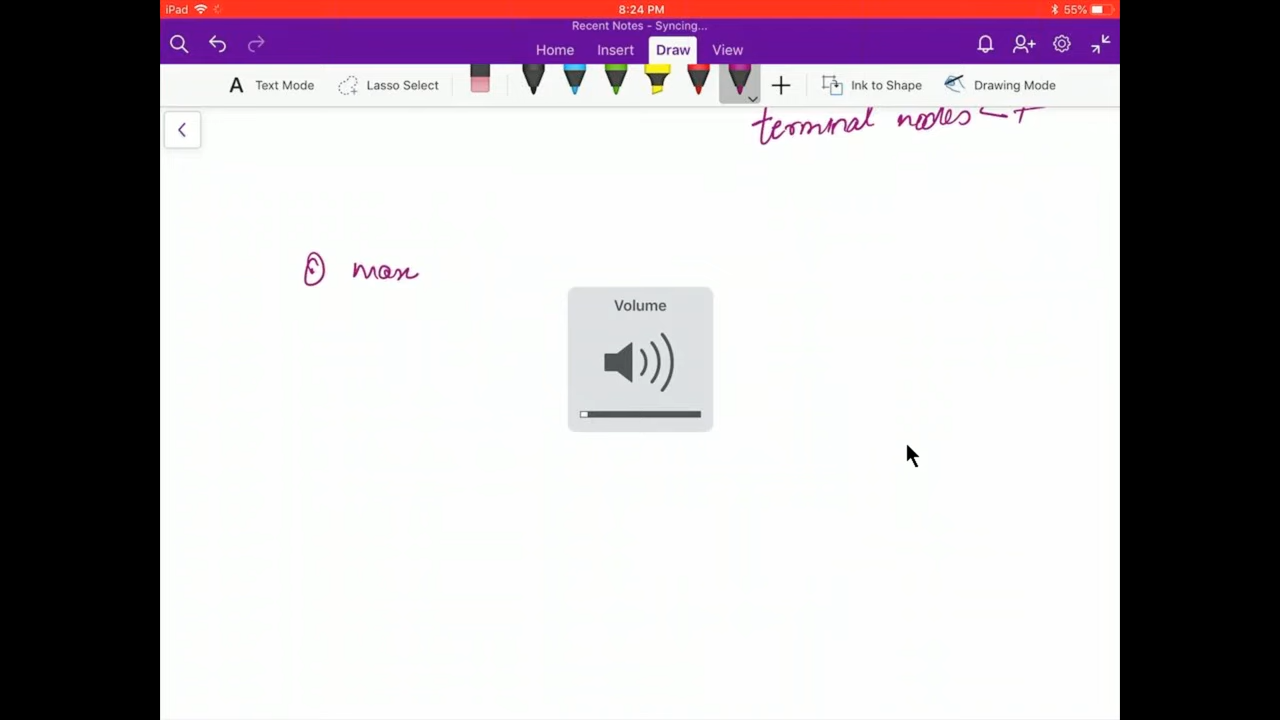 iPad 8:24 PM 55%
Recent Notes - Syncing...
Home Insert Draw View
A Text Mode Lasso Select Ink to Shape Drawing Mode
terminal nodes
max
Volume